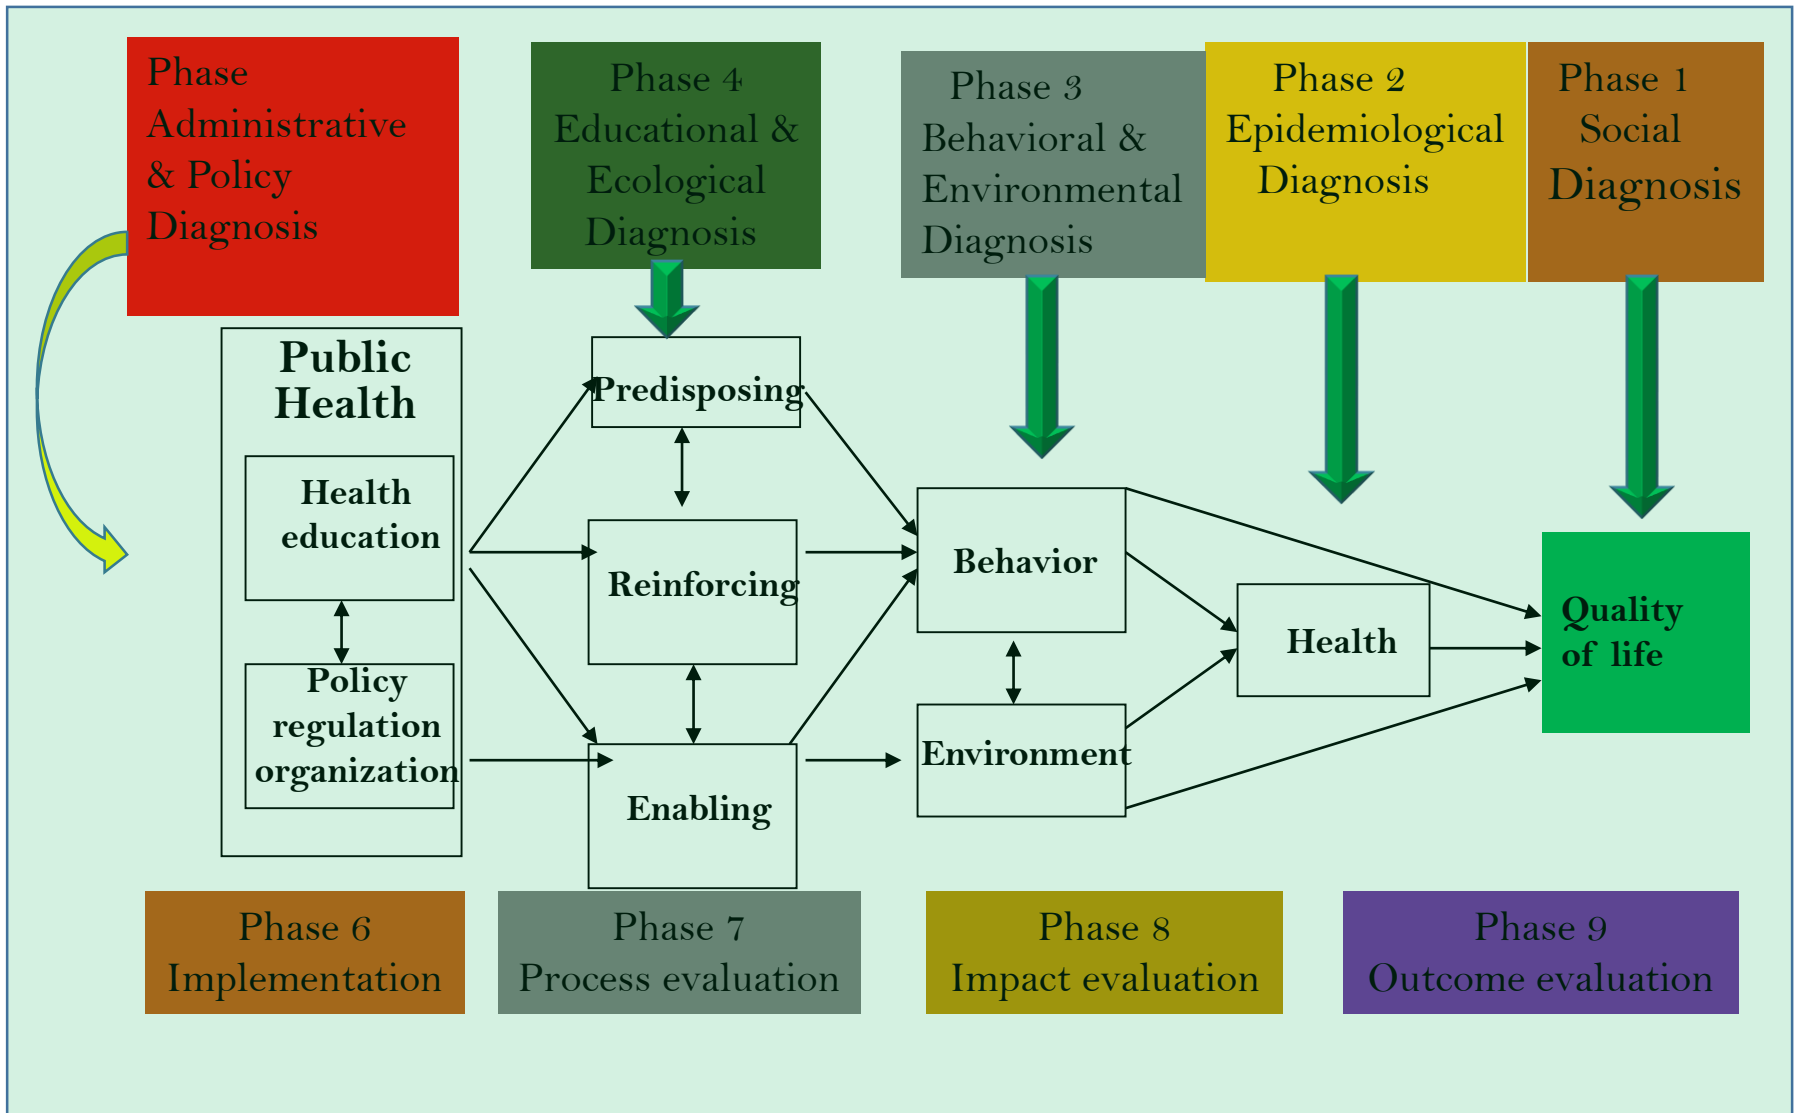 Phase
Administrative
& Policy
Diagnosis
Phase 4
Educational &
Ecological
Diagnosis
Phase 3
Behavioral &
Environmental
Diagnosis
Phase 2
Epidemiological
Diagnosis
Phase 1
Social
Diagnosis
Public
Health
Health
education
Policy
regulation
organization
Predisposing
Reinforcing
Enabling
Behavior
Environment
Health
Quality
of life
Phase 6
Implementation
Phase 7
Process evaluation
Phase 8
Impact evaluation
Phase 9
Outcome evaluation